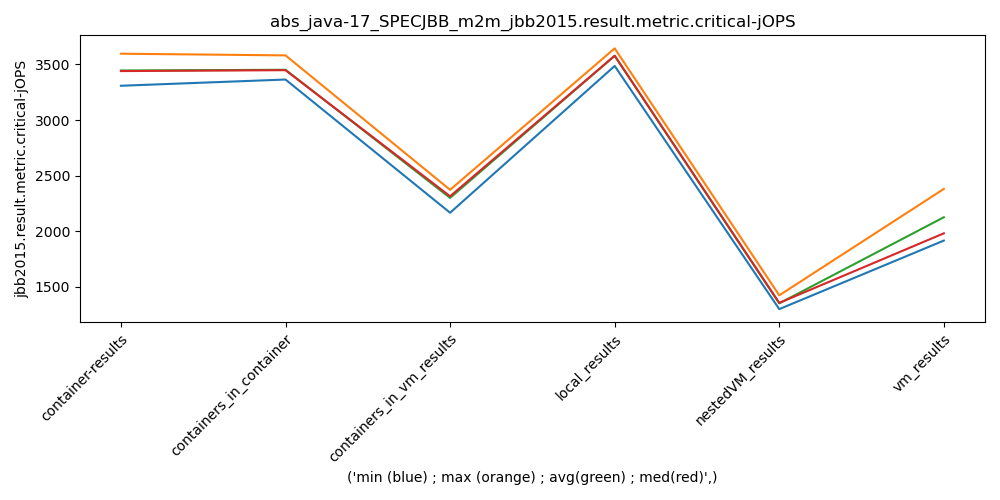 abs_java-17_SPECJBB_m2m_jbb2015.result.metric.critical-jOPS
jbb2015.result.metric.critical-jOPS
3500
3000
2500
2000
1500
container-results
containers_in_container
containers_in_vm_results
local_results
nestedVM_results
vm_results
('min (blue) ; max (orange) ; avg(green) ; med(red)',)